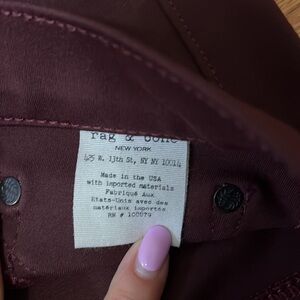 rag & bone
NEW YORK
425 W. 13th St, NY NY 10014
Made in the USA
with imported materials
Fabriqué Aux
Etats-Unis avec des
matériaux importés
RN # 100879